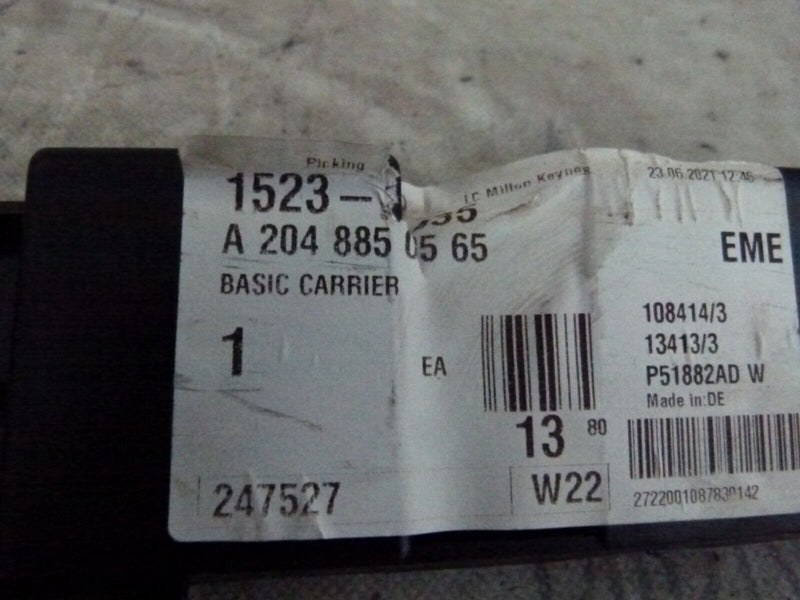 Picking
LC Milton Keynes
23.06.2021 12:46
1523-
A 204 885 05 65
EME
BASIC CARRIER
108414/3
1
EA
13413/3
P51882AD W
Made in:DE
13 80
247527
W22
2722001087830142